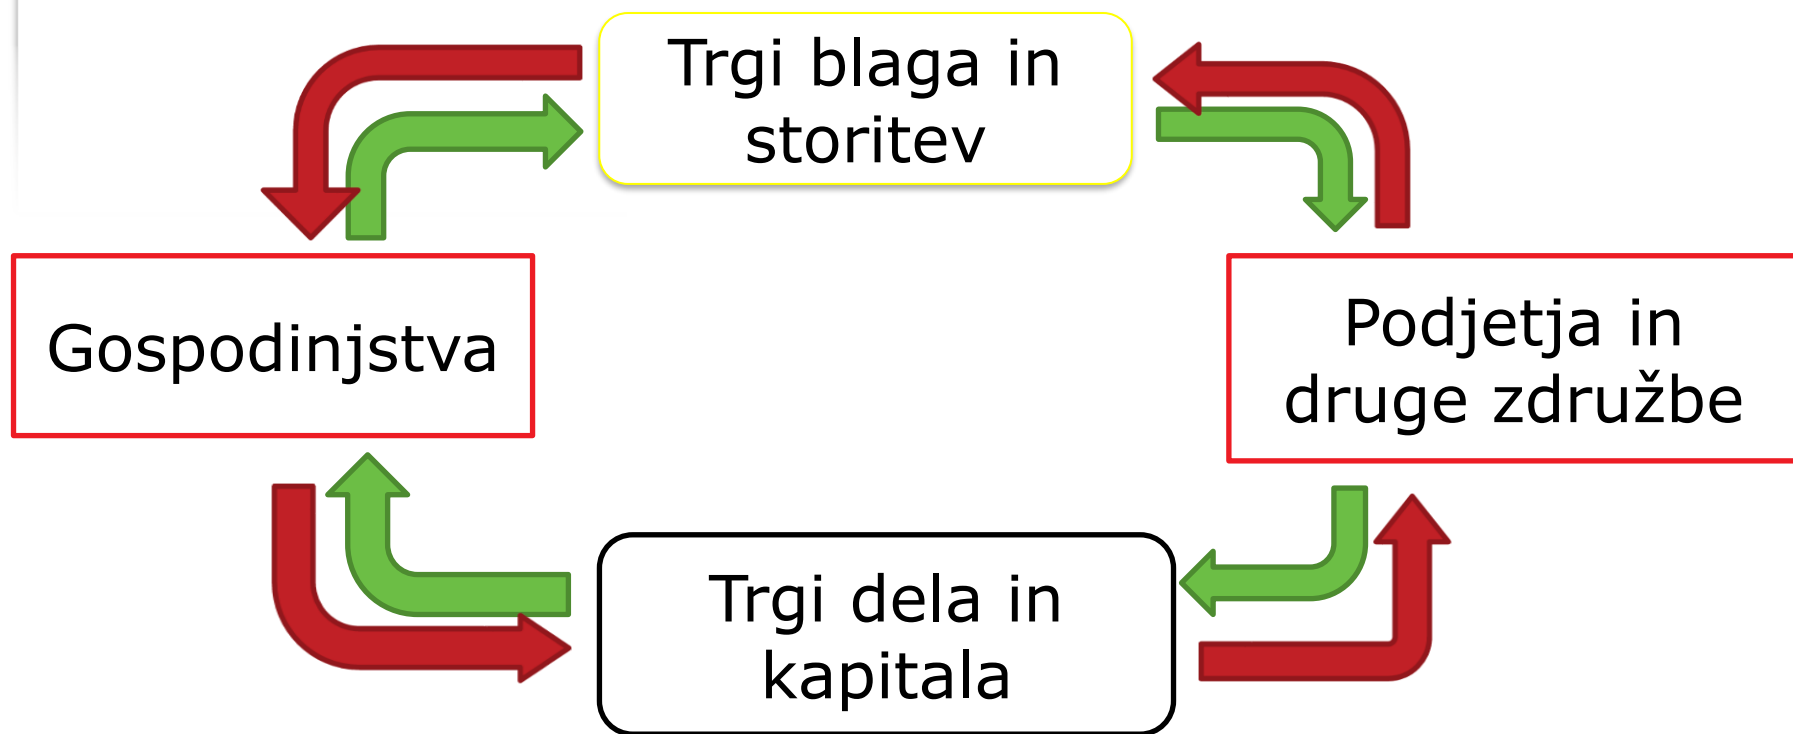 Trgi blaga in
storitev
Gospodinjstva
Podjetja in
druge združbe
Trgi dela in
kapitala